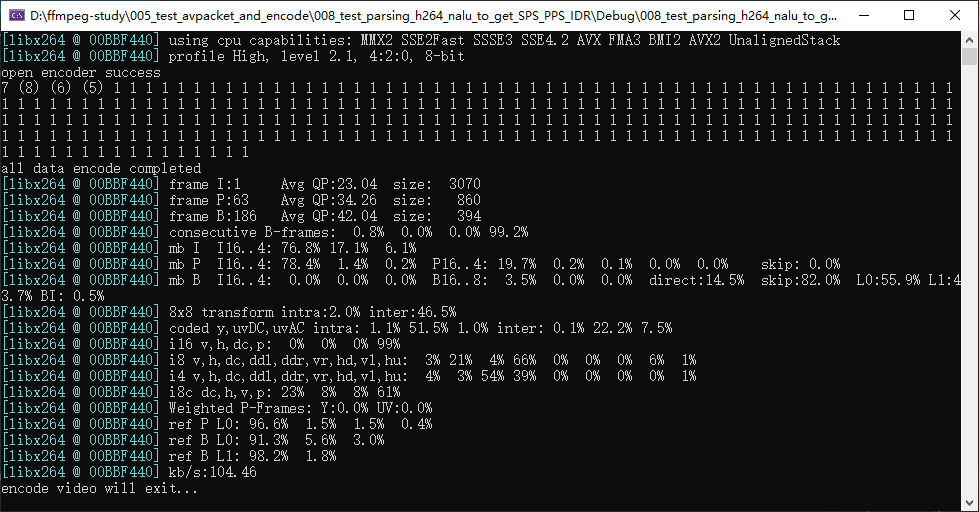 D:\ffmpeg-study\005_test_avpacket_and_encode\008_test_parsing_h264_nalu_to_get_SPS_PPS_IDR\Debug\008_test_parsing_h264_nalu_to_g...
[libx264 @ 00BBF440] using cpu capabilities: MMX2 SSE2Fast SSSE3 SSE4.2 AVX FMA3 BMI2 AVX2 UnalignedStack
[libx264 @ 00BBF440] profile High, level 2.1, 4:2:0, 8-bit
open encoder success
7 (8) (6) (5) 1 1 1 1 1 1 1 1 1 1 1 1 1 1 1 1 1 1 1 1 1 1 1 1 1 1 1 1 1 1 1 1 1 1 1 1 1 1 1 1 1 1 1 1 1 1 1 1 1 1 1 1 1
1 1 1 1 1 1 1 1 1 1 1 1 1 1 1 1 1 1 1 1 1 1 1 1 1 1 1 1 1 1 1 1 1 1 1 1 1 1 1 1 1 1 1 1 1 1 1 1 1 1 1 1 1 1 1 1 1 1 1 1
1 1 1 1 1 1 1 1 1 1 1 1 1 1 1 1 1 1 1 1 1 1 1 1 1 1 1 1 1 1 1 1 1 1 1 1 1 1 1 1 1 1 1 1 1 1 1 1 1 1 1 1 1 1 1 1 1 1 1 1
1 1 1 1 1 1 1 1 1 1 1 1 1 1 1 1 1 1 1 1 1 1 1 1 1 1 1 1 1 1 1 1 1 1 1 1 1 1 1 1 1 1 1 1 1 1 1 1 1 1 1 1 1 1 1 1 1 1 1 1
1 1 1 1 1 1 1 1 1 1 1 1 1 1 1 1
all data encode completed
[libx264 @ 00BBF440] frame I:1     Avg QP:23.04  size:  3070
[libx264 @ 00BBF440] frame P:63    Avg QP:34.26  size:   860
[libx264 @ 00BBF440] frame B:186   Avg QP:42.04  size:   394
[libx264 @ 00BBF440] consecutive B-frames:  0.8%  0.0%  0.0% 99.2%
[libx264 @ 00BBF440] mb I  I16..4: 76.8% 17.1%  6.1%
[libx264 @ 00BBF440] mb P  I16..4: 78.4%  1.4%  0.2%  P16..4: 19.7%  0.2%  0.1%  0.0%  0.0%    skip: 0.0%
[libx264 @ 00BBF440] mb B  I16..4:  0.0%  0.0%  0.0%  B16..8:  3.5%  0.0%  0.0%  direct:14.5%  skip:82.0%  L0:55.9% L1:4
3.7% BI: 0.5%
[libx264 @ 00BBF440] 8x8 transform intra:2.0% inter:46.5%
[libx264 @ 00BBF440] coded y,uvDC,uvAC intra: 1.1% 51.5% 1.0% inter: 0.1% 22.2% 7.5%
[libx264 @ 00BBF440] i16 v,h,dc,p:  0%  0%  0% 99%
[libx264 @ 00BBF440] i8 v,h,dc,ddl,ddr,vr,hd,vl,hu:  3% 21%  4% 66%  0%  0%  0%  6%  1%
[libx264 @ 00BBF440] i4 v,h,dc,ddl,ddr,vr,hd,vl,hu:  4%  3% 54% 39%  0%  0%  0%  0%  1%
[libx264 @ 00BBF440] i8c dc,h,v,p: 23%  8%  8% 61%
[libx264 @ 00BBF440] Weighted P-Frames: Y:0.0% UV:0.0%
[libx264 @ 00BBF440] ref P L0: 96.6%  1.5%  1.5%  0.4%
[libx264 @ 00BBF440] ref B L0: 91.3%  5.6%  3.0%
[libx264 @ 00BBF440] ref B L1: 98.2%  1.8%
[libx264 @ 00BBF440] kb/s:104.46
encode video will exit...